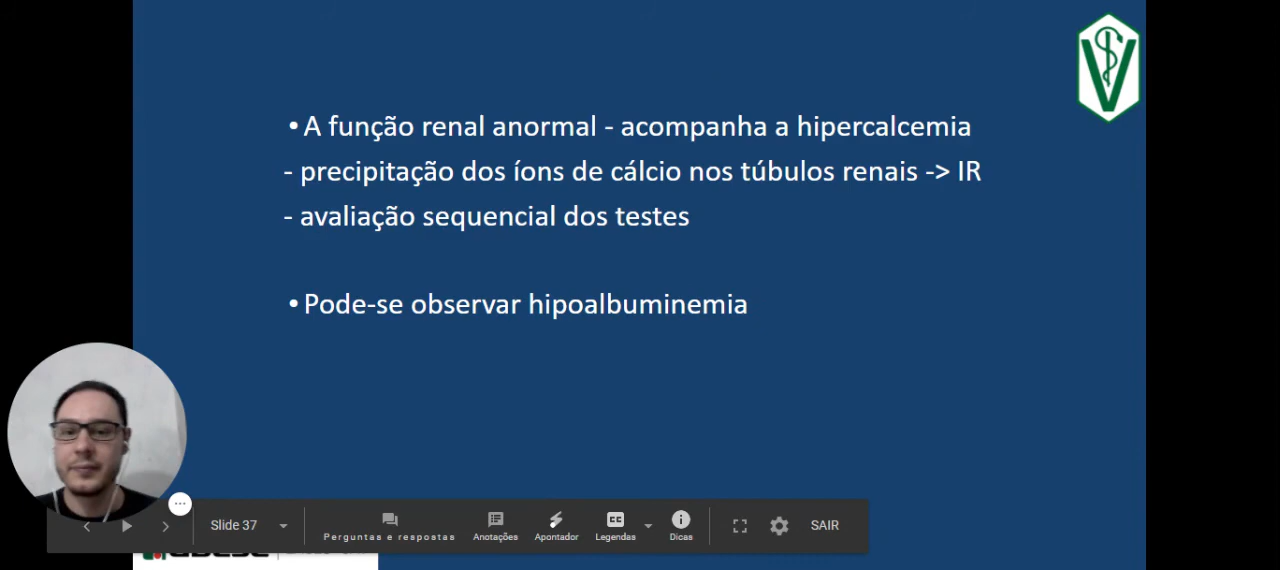 • A função renal anormal - acompanha a hipercalcemia
- precipitação dos íons de cálcio nos túbulos renais -> IR
- avaliação sequencial dos testes
• Pode-se observar hipoalbuminemia
V
Slide 37
Perguntas e respostas
Anotações
Apontador
CC
Legendas
Dicas
SAIR